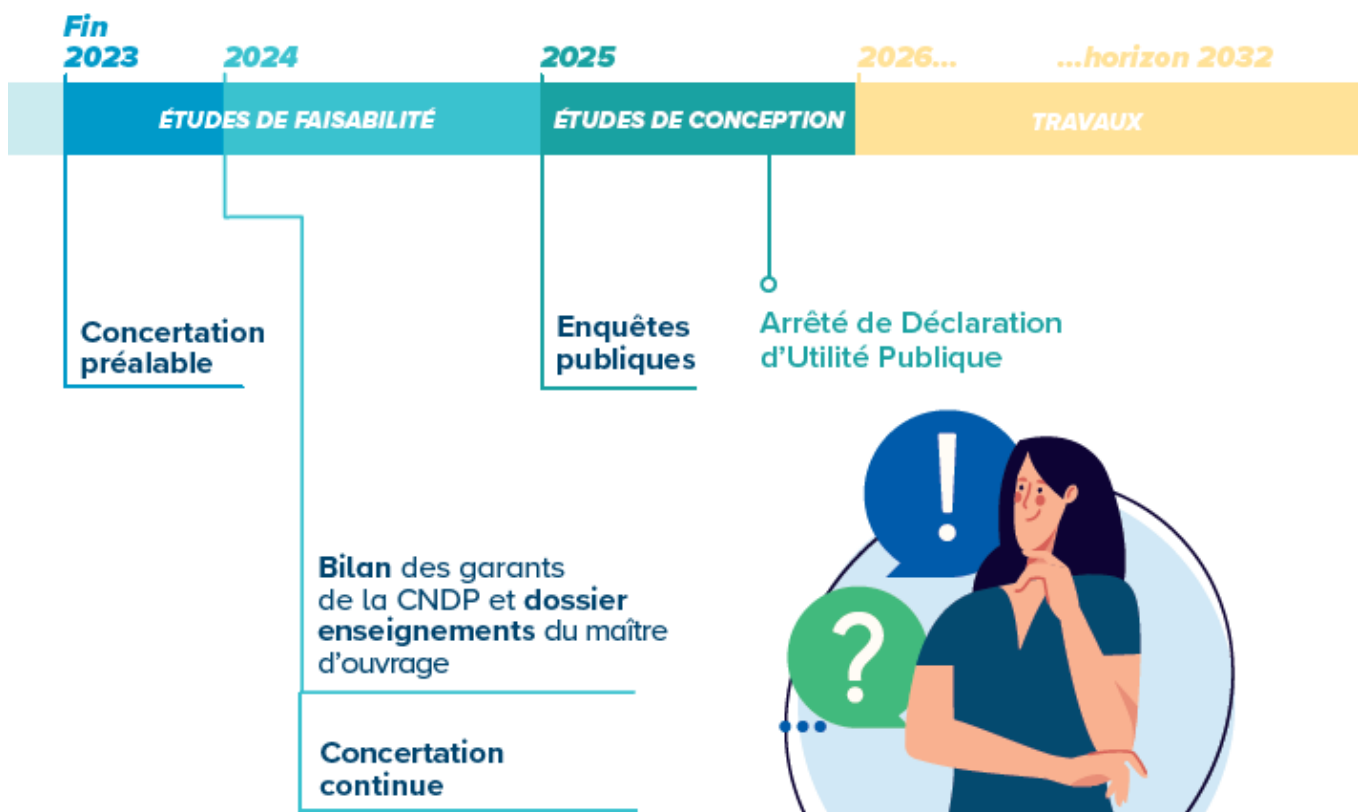 Fin
2023
2024
2025
2026...
...horizon 2032
ÉTUDES DE FAISABILITÉ
ÉTUDES DE CONCEPTION
TRAVAUX
Concertation
préalable
Enquêtes
publiques
Arrêté de Déclaration
d'Utilité Publique
Bilan des garants
de la CNDP et dossier
enseignements du maître
d'ouvrage
Concertation
continue
!
?